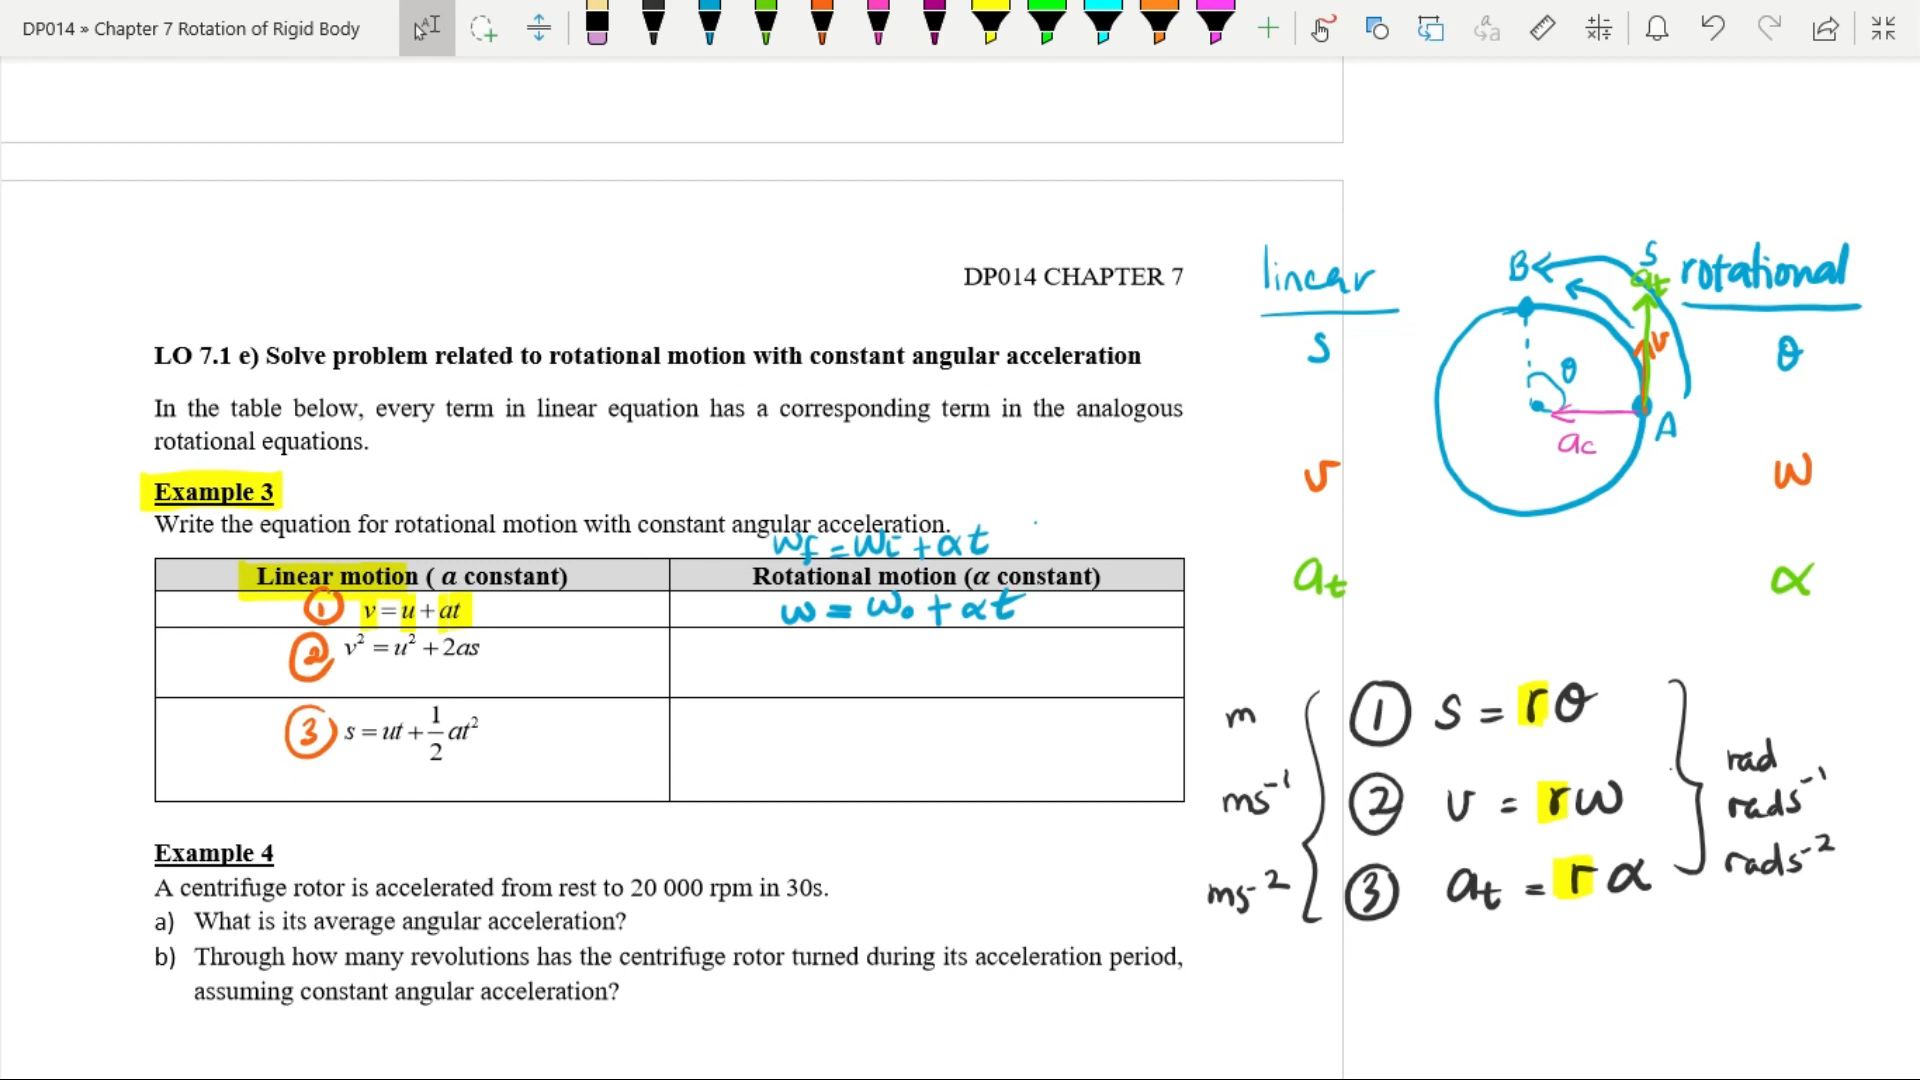 DP014 » Chapter 7 Rotation of Rigid Body
DP014 CHAPTER 7
LO 7.1 e) Solve problem related to rotational motion with constant angular acceleration
In the table below, every term in linear equation has a corresponding term in the analogous
rotational equations.
Example 3
Write the equation for rotational motion with constant angular acceleration.
ωf = ωi + αt
Linear motion ( a constant)
Rotational motion (α constant)
① v = u + at
ω = ω₀ + αt
② v² = u² + 2as
③ s = ut + 1/2 at²
Example 4
A centrifuge rotor is accelerated from rest to 20 000 rpm in 30s.
a) What is its average angular acceleration?
b) Through how many revolutions has the centrifuge rotor turned during its acceleration period,
assuming constant angular acceleration?
linear
rotational
s
θ
v
ω
at
α
B
s
at
v
θ
A
ac
m
① s = rθ
rad
ms⁻¹
② v = rω
rads⁻¹
ms⁻²
③ at = rα
rads⁻²